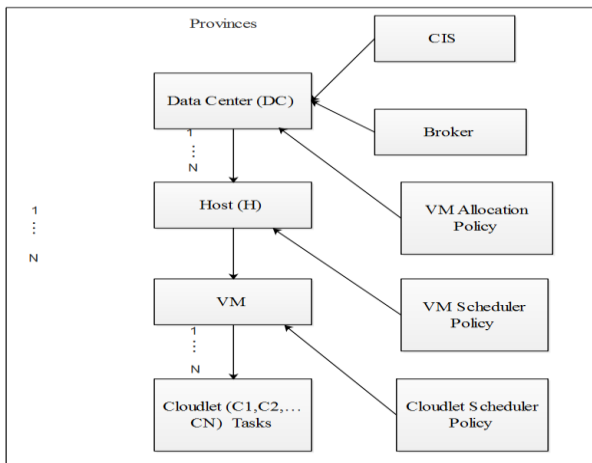 Provinces
CIS
Data Center (DC)
Broker
1
⋮
N
Host (H)
VM Allocation
Policy
1
⋮
N
VM
VM Scheduler
Policy
1
⋮
N
Cloudlet (C1,C2,…
CN) Tasks
Cloudlet Scheduler
Policy